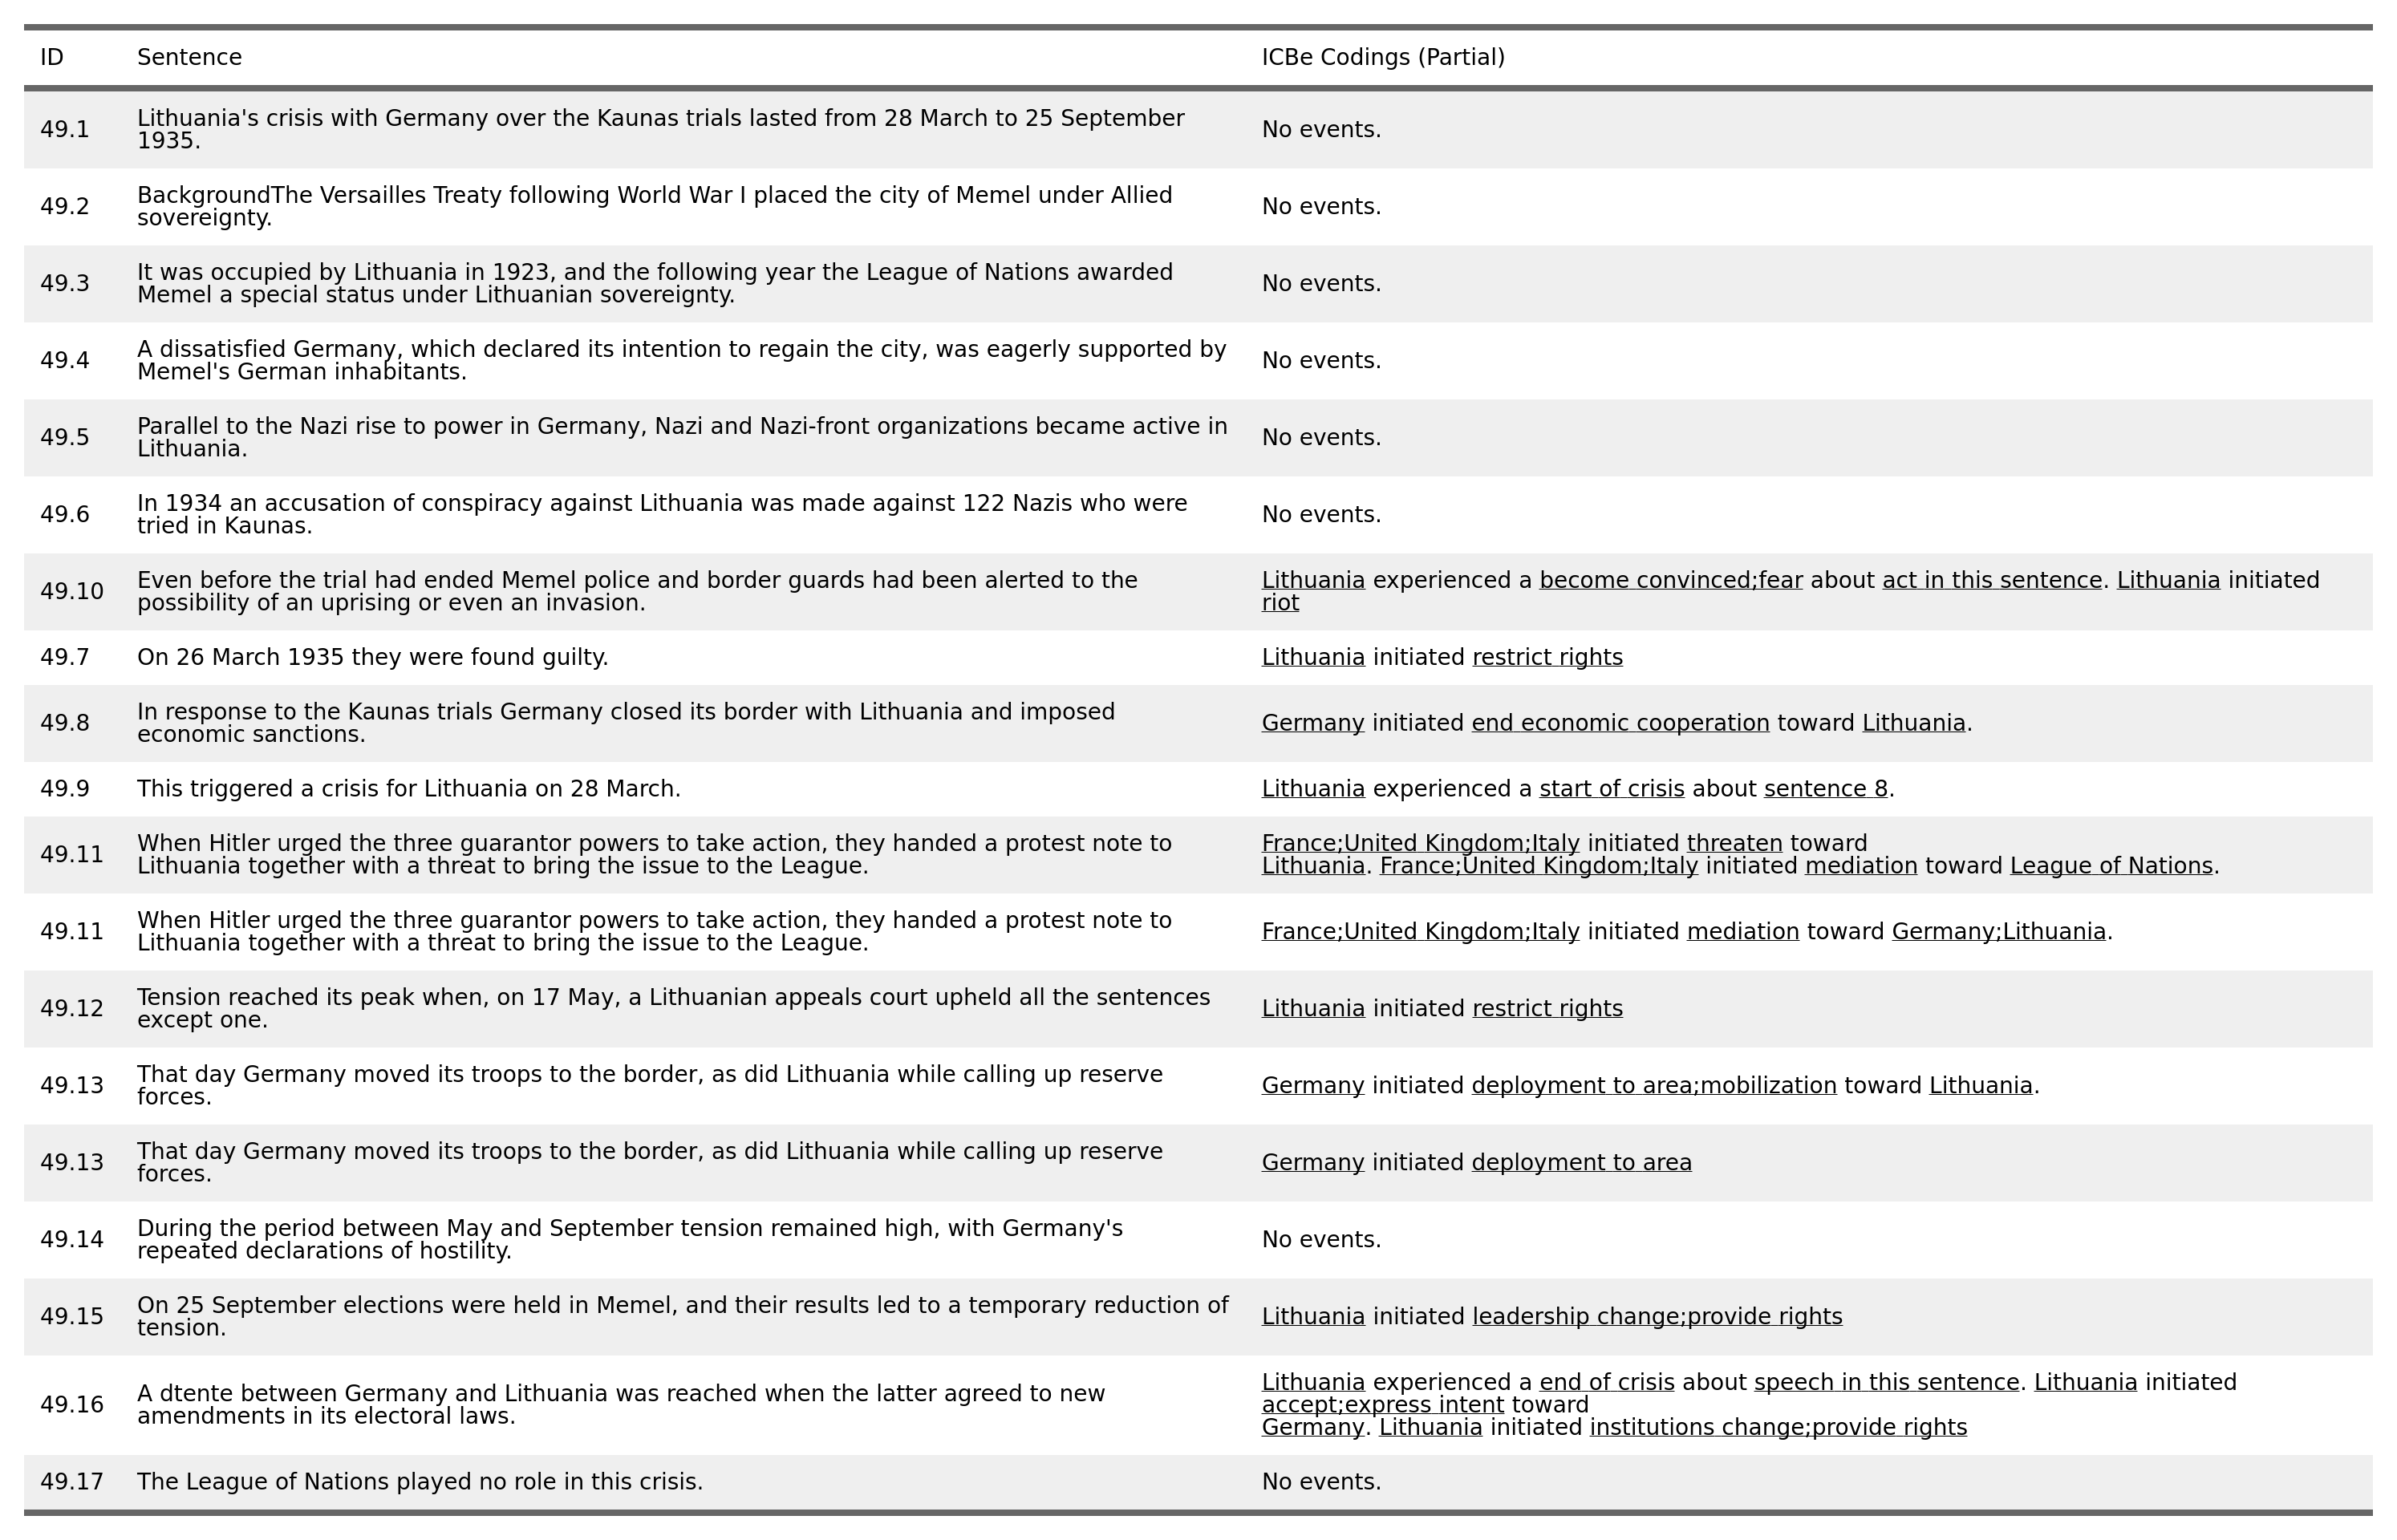 ID Sentence ICBe Codings (Partial)
49.1 Lithuania's crisis with Germany over the Kaunas trials lasted from 28 March to 25 September
1935. No events.
49.2 BackgroundThe Versailles Treaty following World War I placed the city of Memel under Allied
sovereignty. No events.
49.3 It was occupied by Lithuania in 1923, and the following year the League of Nations awarded
Memel a special status under Lithuanian sovereignty. No events.
49.4 A dissatisfied Germany, which declared its intention to regain the city, was eagerly supported by
Memel's German inhabitants. No events.
49.5 Parallel to the Nazi rise to power in Germany, Nazi and Nazi-front organizations became active in
Lithuania. No events.
49.6 In 1934 an accusation of conspiracy against Lithuania was made against 122 Nazis who were
tried in Kaunas. No events.
49.10 Even before the trial had ended Memel police and border guards had been alerted to the
possibility of an uprising or even an invasion. Lithuania experienced a become convinced;fear about act in this sentence. Lithuania initiated
riot
49.7 On 26 March 1935 they were found guilty. Lithuania initiated restrict rights
49.8 In response to the Kaunas trials Germany closed its border with Lithuania and imposed
economic sanctions. Germany initiated end economic cooperation toward Lithuania.
49.9 This triggered a crisis for Lithuania on 28 March. Lithuania experienced a start of crisis about sentence 8.
49.11 When Hitler urged the three guarantor powers to take action, they handed a protest note to
Lithuania together with a threat to bring the issue to the League. France;United Kingdom;Italy initiated threaten toward
Lithuania. France;United Kingdom;Italy initiated mediation toward League of Nations.
49.11 When Hitler urged the three guarantor powers to take action, they handed a protest note to
Lithuania together with a threat to bring the issue to the League. France;United Kingdom;Italy initiated mediation toward Germany;Lithuania.
49.12 Tension reached its peak when, on 17 May, a Lithuanian appeals court upheld all the sentences
except one. Lithuania initiated restrict rights
49.13 That day Germany moved its troops to the border, as did Lithuania while calling up reserve
forces. Germany initiated deployment to area;mobilization toward Lithuania.
49.13 That day Germany moved its troops to the border, as did Lithuania while calling up reserve
forces. Germany initiated deployment to area
49.14 During the period between May and September tension remained high, with Germany's
repeated declarations of hostility. No events.
49.15 On 25 September elections were held in Memel, and their results led to a temporary reduction of
tension. Lithuania initiated leadership change;provide rights
49.16 A dtente between Germany and Lithuania was reached when the latter agreed to new
amendments in its electoral laws. Lithuania experienced a end of crisis about speech in this sentence. Lithuania initiated
accept;express intent toward
Germany. Lithuania initiated institutions change;provide rights
49.17 The League of Nations played no role in this crisis. No events.